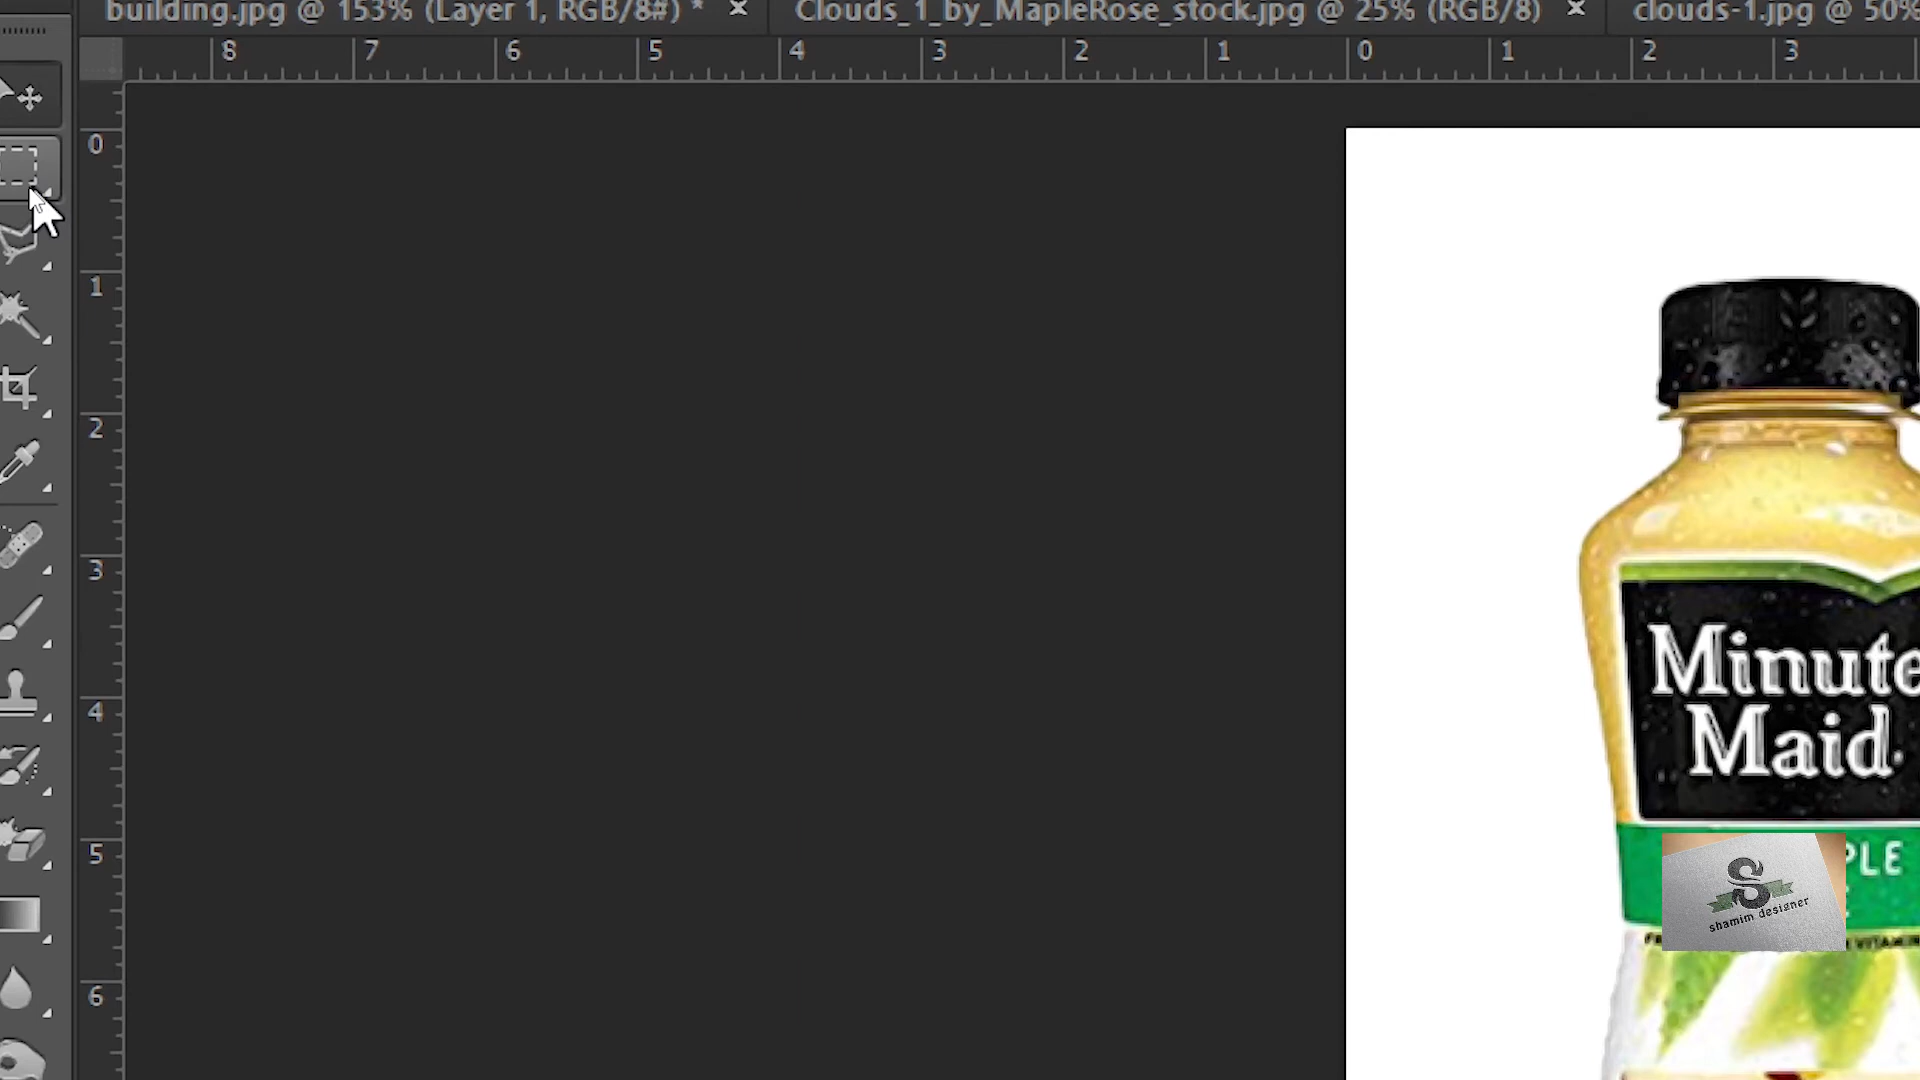 building.jpg @ 153% (Layer 1, RGB/8#) * × Clouds_1_by_MapleRose_stock.jpg @ 25% (RGB/8) × clouds-1.jpg @ 50%
8 7 6 5 4 3 2 1 0 1 2 3
0
1
2
3
4
5
6
Minute
Maid
PLE
S
shamim designer
VITAMIN